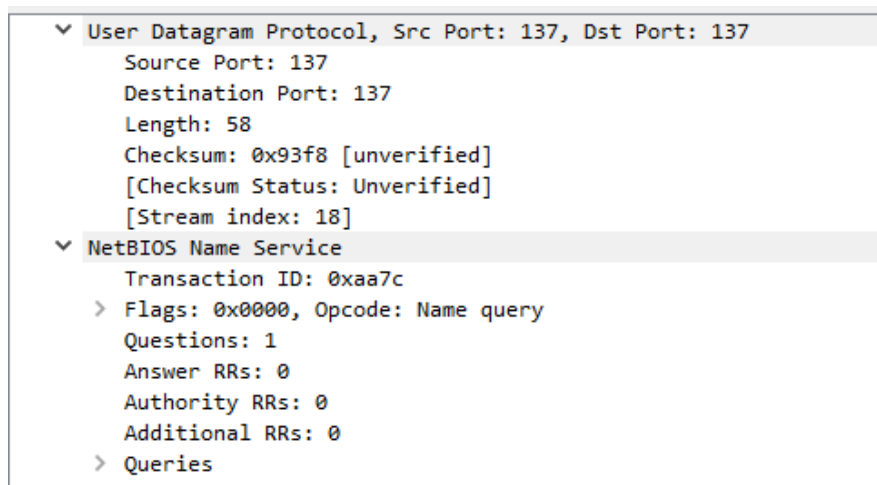 User Datagram Protocol, Src Port: 137, Dst Port: 137
Source Port: 137
Destination Port: 137
Length: 58
Checksum: 0x93f8 [unverified]
[Checksum Status: Unverified]
[Stream index: 18]
NetBIOS Name Service
Transaction ID: 0xaa7c
Flags: 0x0000, Opcode: Name query
Questions: 1
Answer RRs: 0
Authority RRs: 0
Additional RRs: 0
Queries